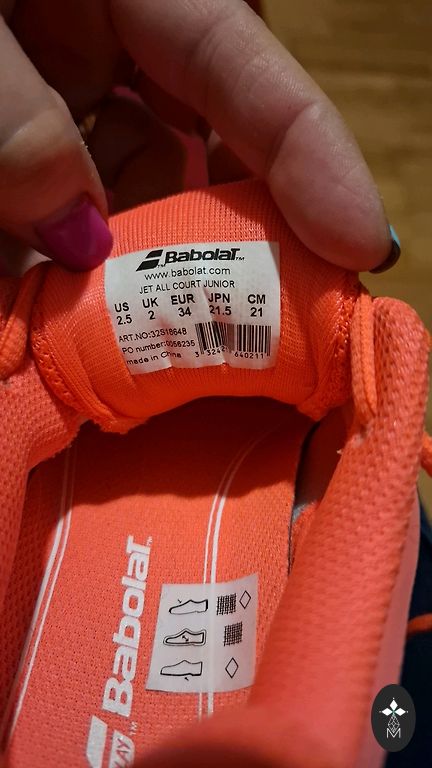 Babolat
www.babolat.com
JET ALL COURT JUNIOR
US UK EUR JPN CM
2.5 2 34 21.5 21
ART.NO:32S18648
PO number:0056235
made in China
Babolat
M